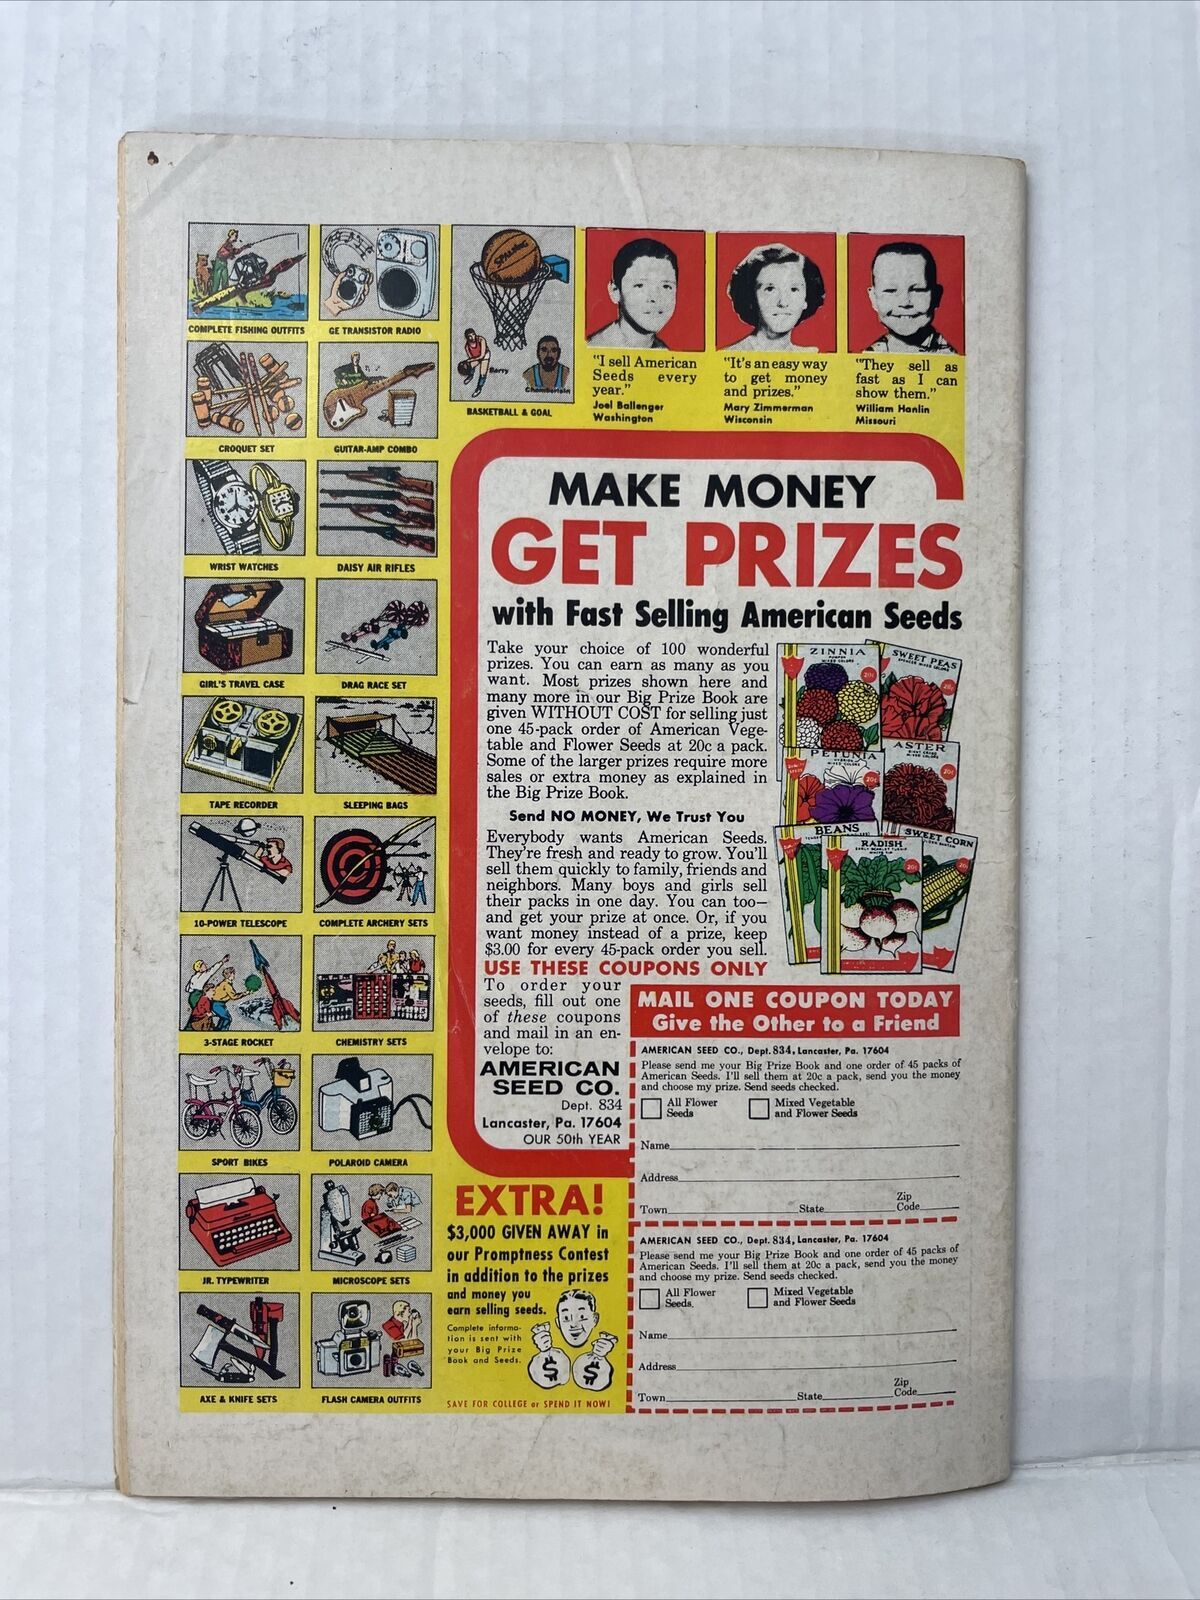 COMPLETE FISHING OUTFITS
GE TRANSISTOR RADIO
SPALDING
Barry
Chamberlain
BASKETBALL & GOAL
CROQUET SET
GUITAR-AMP COMBO
WRIST WATCHES
DAISY AIR RIFLES
GIRL'S TRAVEL CASE
DRAG RACE SET
TAPE RECORDER
SLEEPING BAGS
10-POWER TELESCOPE
COMPLETE ARCHERY SETS
3-STAGE ROCKET
CHEMISTRY SETS
SPORT BIKES
POLAROID CAMERA
JR. TYPEWRITER
MICROSCOPE SETS
AXE & KNIFE SETS
FLASH CAMERA OUTFITS
"I sell American
Seeds every
year."
Joel Ballenger
Washington
"It's an easy way
to get money
and prizes."
Mary Zimmerman
Wisconsin
"They sell as
fast as I can
show them."
William Hanlin
Missouri
MAKE MONEY
GET PRIZES
with Fast Selling American Seeds
Take your choice of 100 wonderful
prizes. You can earn as many as you
want. Most prizes shown here and
many more in our Big Prize Book are
given WITHOUT COST for selling just
one 45-pack order of American Vege-
table and Flower Seeds at 20c a pack.
Some of the larger prizes require more
sales or extra money as explained in
the Big Prize Book.
Send NO MONEY, We Trust You
Everybody wants American Seeds.
They're fresh and ready to grow. You'll
sell them quickly to family, friends and
neighbors. Many boys and girls sell
their packs in one day. You can too—
and get your prize at once. Or, if you
want money instead of a prize, keep
$3.00 for every 45-pack order you sell.
USE THESE COUPONS ONLY
To order your
seeds, fill out one
of these coupons
and mail in an en-
velope to:
AMERICAN
SEED CO.
Dept. 834
Lancaster, Pa. 17604
OUR 50th YEAR
ZINNIA
MIXED COLORS
20¢
SWEET PEAS
MIXED COLORS
20¢
PETUNIA
20¢
ASTER
MIXED COLORS
20¢
BEANS
RADISH
20¢
SWEET CORN
20¢
MAIL ONE COUPON TODAY
Give the Other to a Friend
AMERICAN SEED CO., Dept. 834, Lancaster, Pa. 17604
Please send me your Big Prize Book and one order of 45 packs of
American Seeds. I'll sell them at 20c a pack, send you the money
and choose my prize. Send seeds checked.
All Flower
Seeds
Mixed Vegetable
and Flower Seeds
Name
Address
Town State Zip Code
AMERICAN SEED CO., Dept. 834, Lancaster, Pa. 17604
Please send me your Big Prize Book and one order of 45 packs of
American Seeds. I'll sell them at 20c a pack, send you the money
and choose my prize. Send seeds checked.
All Flower
Seeds.
Mixed Vegetable
and Flower Seeds
Name
Address
Town State Zip Code
EXTRA!
$3,000 GIVEN AWAY in
our Promptness Contest
in addition to the prizes
and money you
earn selling seeds.
Complete informa-
tion is sent with
your Big Prize
Book and Seeds.
$ $
SAVE FOR COLLEGE or SPEND IT NOW!